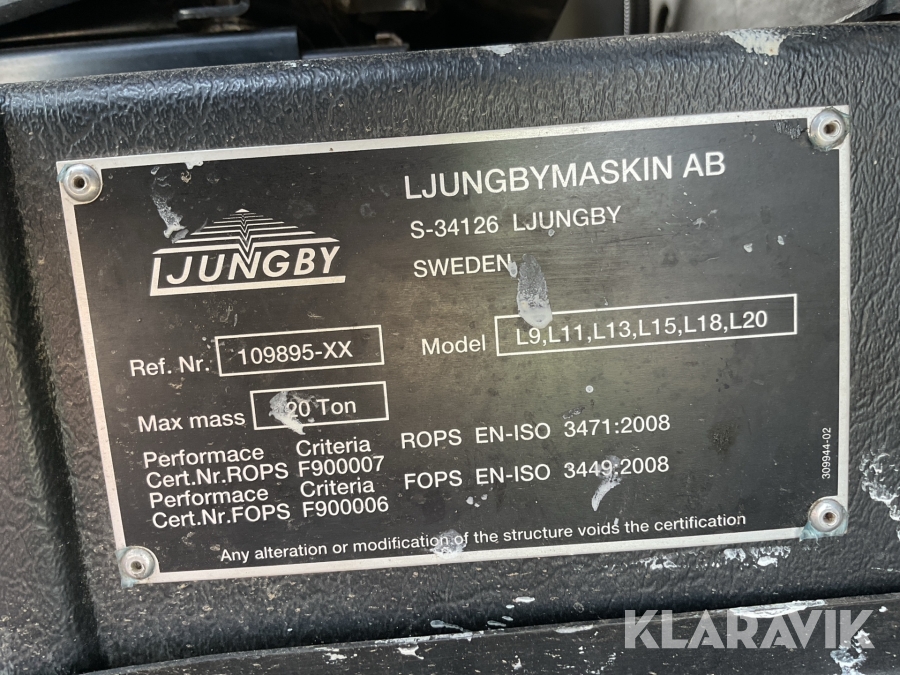 LJUNGBYMASKIN AB
S-34126 LJUNGBY
SWEDEN
LJUNGBY
Ref. Nr. 109895-XX
Model L9,L11,L13,L15,L18,L20
Max mass 20 Ton
Performace Criteria ROPS EN-ISO 3471:2008
Cert.Nr.ROPS F900007
Performace Criteria FOPS EN-ISO 3449:2008
Cert.Nr.FOPS F900006
Any alteration or modification of the structure voids the certification
309944-02
KLARAVIK